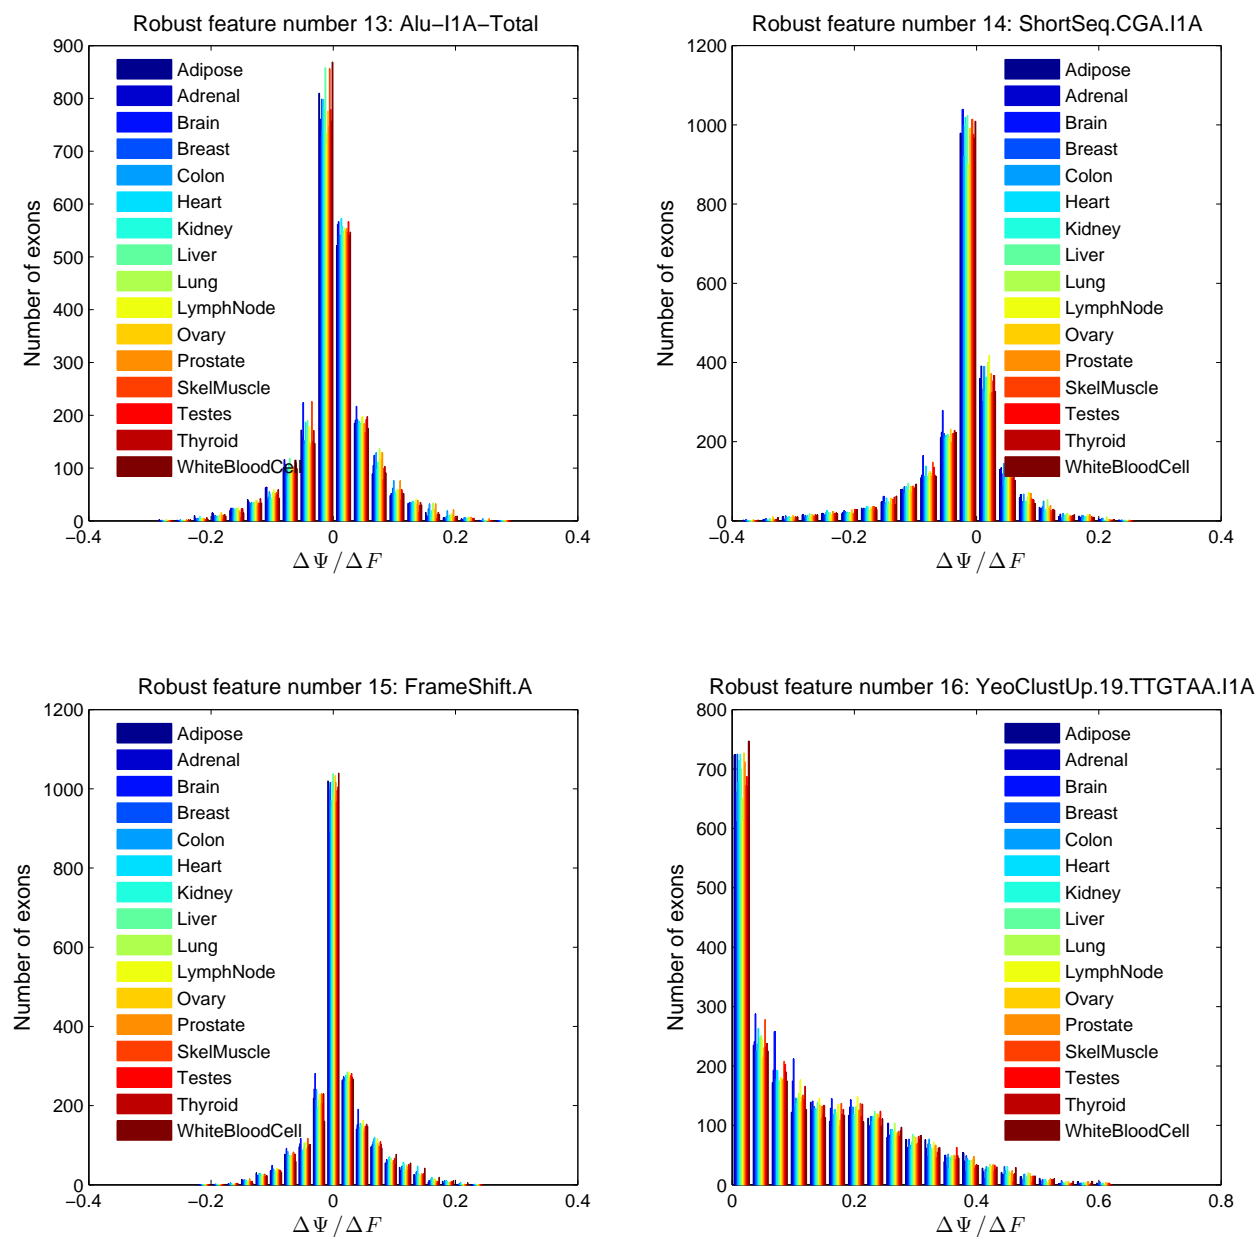 Robust feature number 13: Alu−I1A−Total
900
800
700
600
500
400
300
200
100
0
Number of exons
Adipose
Adrenal
Brain
Breast
Colon
Heart
Kidney
Liver
Lung
LymphNode
Ovary
Prostate
SkelMuscle
Testes
Thyroid
WhiteBloodCell
−0.4 −0.2 0 0.2 0.4
ΔΨ/ΔF
Robust feature number 14: ShortSeq.CGA.I1A
1200
1000
800
600
400
200
0
Number of exons
Adipose
Adrenal
Brain
Breast
Colon
Heart
Kidney
Liver
Lung
LymphNode
Ovary
Prostate
SkelMuscle
Testes
Thyroid
WhiteBloodCell
−0.4 −0.2 0 0.2 0.4
ΔΨ/ΔF
Robust feature number 15: FrameShift.A
1200
1000
800
600
400
200
0
Number of exons
Adipose
Adrenal
Brain
Breast
Colon
Heart
Kidney
Liver
Lung
LymphNode
Ovary
Prostate
SkelMuscle
Testes
Thyroid
WhiteBloodCell
−0.4 −0.2 0 0.2 0.4
ΔΨ/ΔF
Robust feature number 16: YeoClustUp.19.TTGTAA.I1A
800
700
600
500
400
300
200
100
0
Number of exons
Adipose
Adrenal
Brain
Breast
Colon
Heart
Kidney
Liver
Lung
LymphNode
Ovary
Prostate
SkelMuscle
Testes
Thyroid
WhiteBloodCell
0 0.2 0.4 0.6 0.8
ΔΨ/ΔF